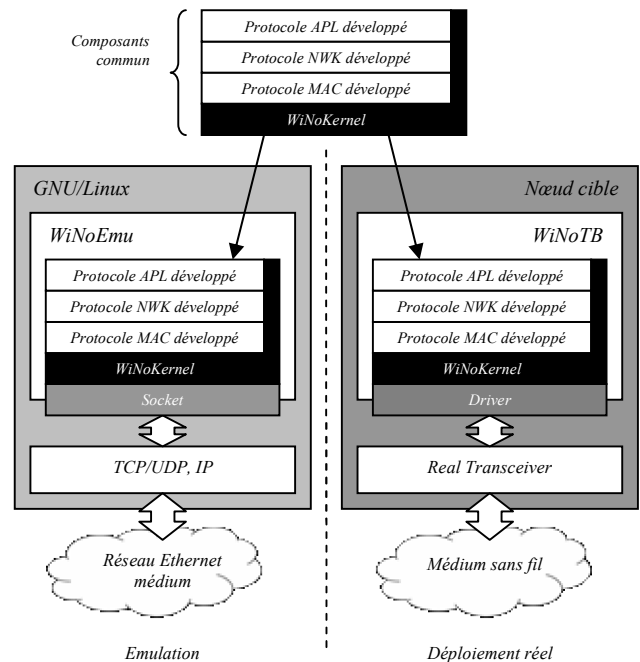 Composants
commun
Protocole APL développé
Protocole NWK développé
Protocole MAC développé
WiNoKernel
GNU/Linux
WiNoEmu
Protocole APL développé
Protocole NWK développé
Protocole MAC développé
WiNoKernel
Socket
TCP/UDP, IP
Réseau Ethernet
médium
Emulation
Nœud cible
WiNoTB
Protocole APL développé
Protocole NWK développé
Protocole MAC développé
WiNoKernel
Driver
Real Transceiver
Médium sans fil
Déploiement réel